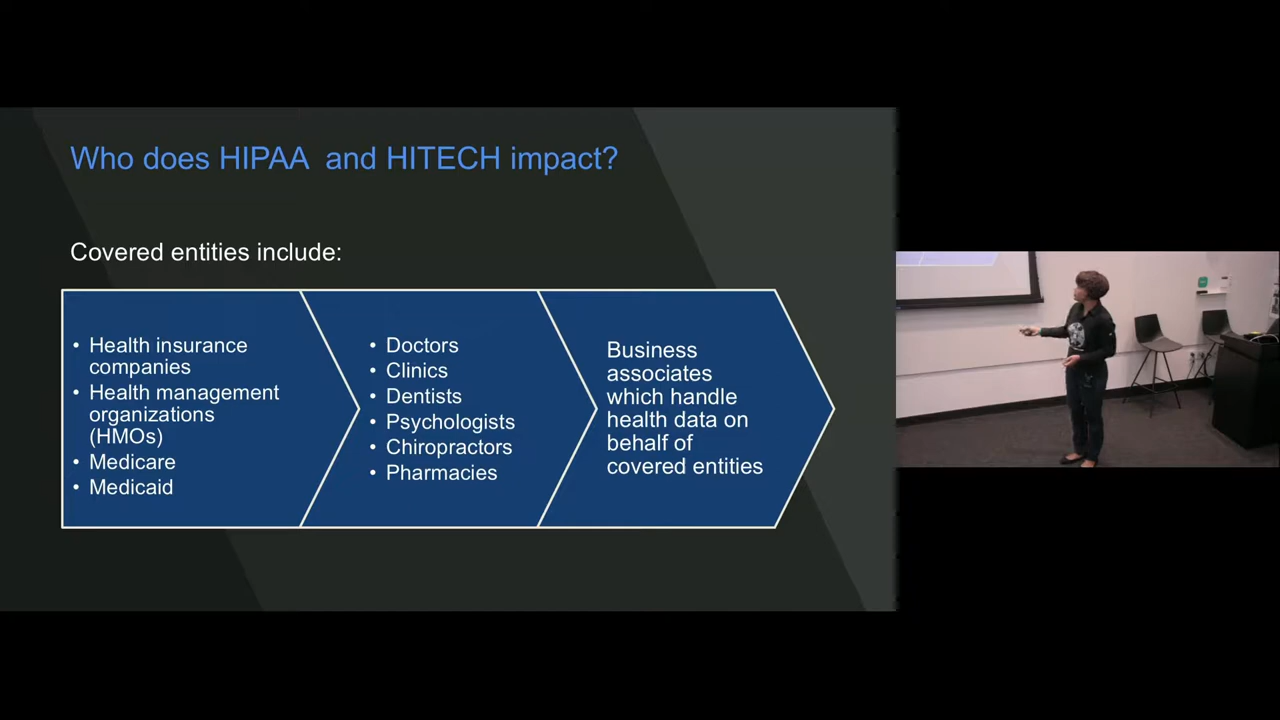 Who does HIPAA  and HITECH impact?
Covered entities include:
• Health insurance
companies
• Health management
organizations
(HMOs)
• Medicare
• Medicaid
• Doctors
• Clinics
• Dentists
• Psychologists
• Chiropractors
• Pharmacies
Business
associates
which handle
health data on
behalf of
covered entities